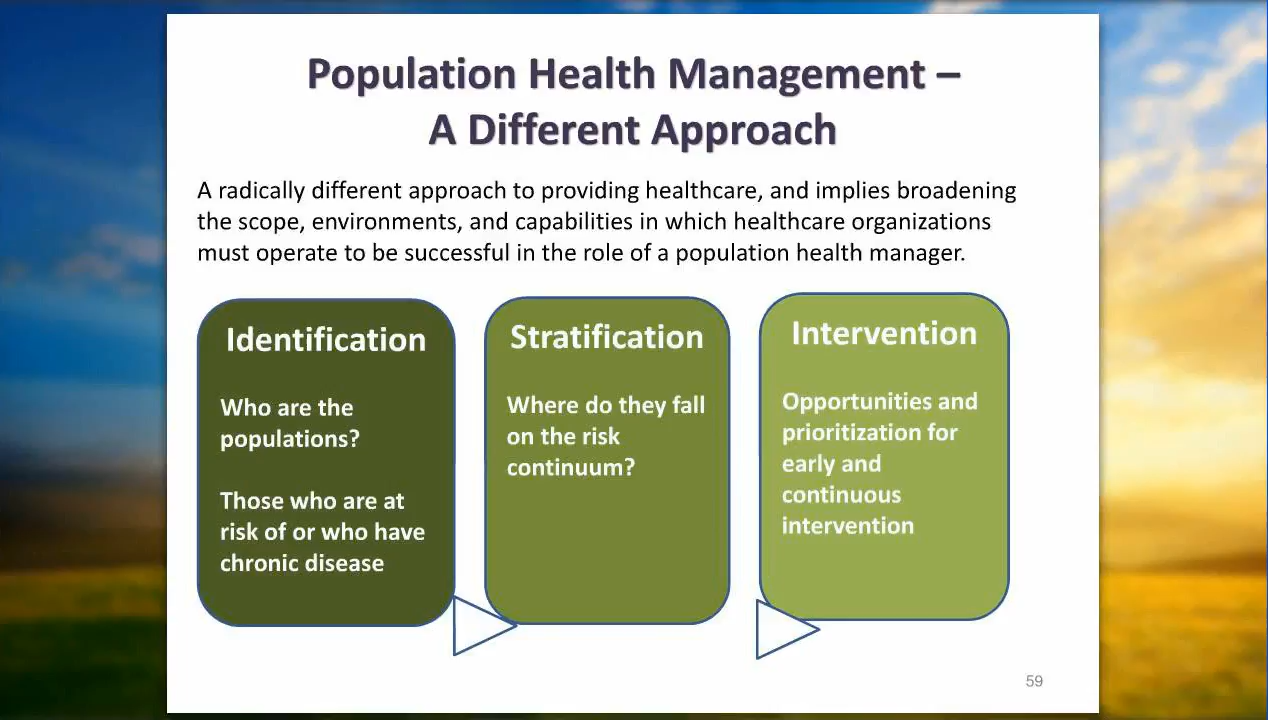 Population Health Management –
A Different Approach
A radically different approach to providing healthcare, and implies broadening
the scope, environments, and capabilities in which healthcare organizations
must operate to be successful in the role of a population health manager.
Identification
Who are the
populations?
Those who are at
risk of or who have
chronic disease
Stratification
Where do they fall
on the risk
continuum?
Intervention
Opportunities and
prioritization for
early and
continuous
intervention
59